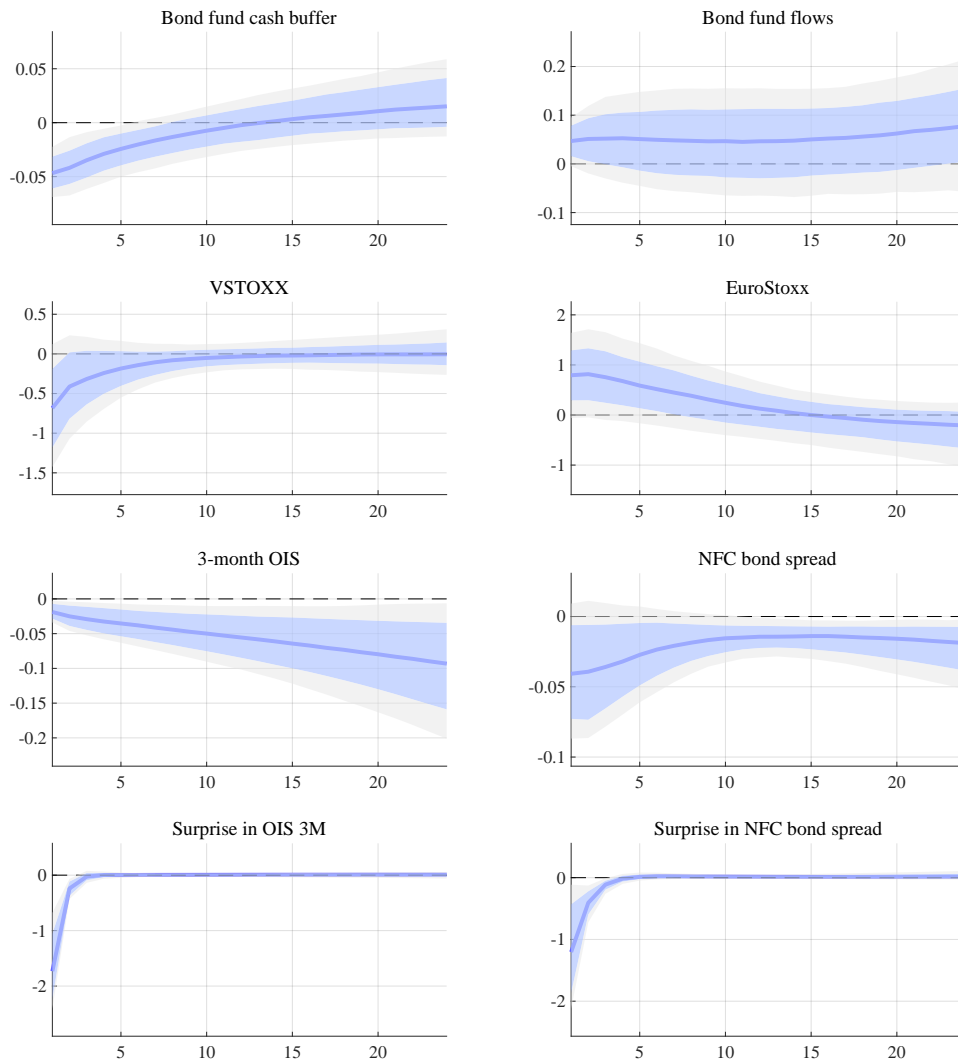 Bond fund cash buffer
0.05
0
-0.05
5 10 15 20
Bond fund flows
0.2
0.1
0
-0.1
5 10 15 20
VSTOXX
0.5
0
-0.5
-1
-1.5
5 10 15 20
EuroStoxx
2
1
0
-1
5 10 15 20
3-month OIS
0
-0.05
-0.1
-0.15
-0.2
5 10 15 20
NFC bond spread
0
-0.05
-0.1
5 10 15 20
Surprise in OIS 3M
0
-1
-2
5 10 15 20
Surprise in NFC bond spread
0
-1
-2
5 10 15 20